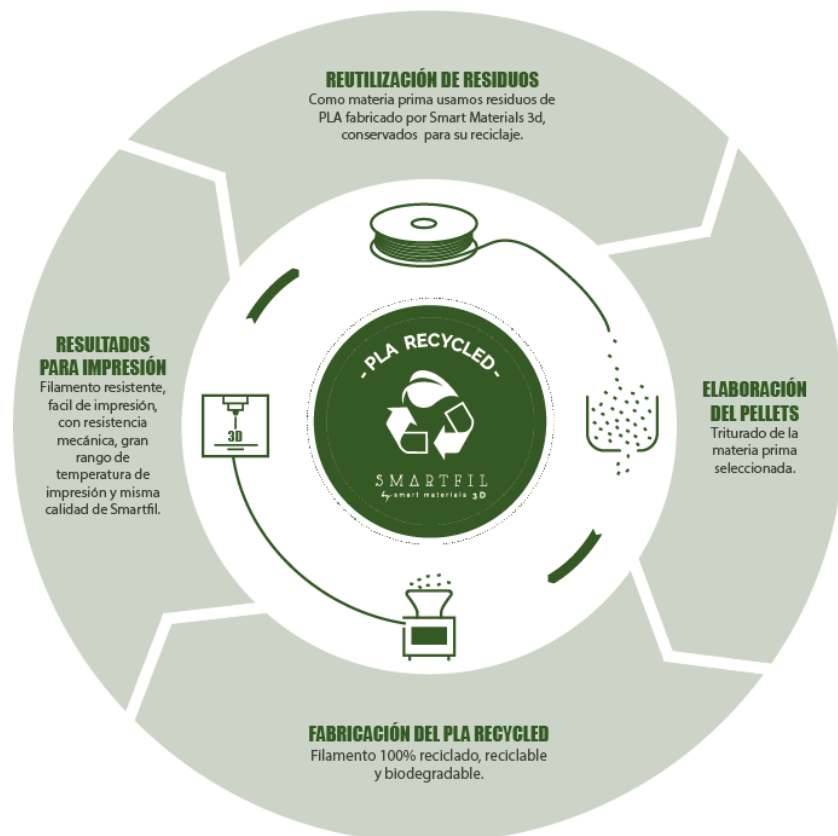 REUTILIZACIÓN DE RESIDUOS
Como materia prima usamos residuos de
PLA fabricado por Smart Materials 3d,
conservados para su reciclaje.
ELABORACIÓN
DEL PELLETS
Triturado de la
materia prima
seleccionada.
FABRICACIÓN DEL PLA RECYCLED
Filamento 100% reciclado, reciclable
y biodegradable.
RESULTADOS
PARA IMPRESIÓN
Filamento resistente,
facil de impresión,
con resistencia
mecánica, gran
rango de
temperatura de
impresión y misma
calidad de Smartfil.
3D
- PLA RECYCLED -
SMARTFIL
by smart materials 3D